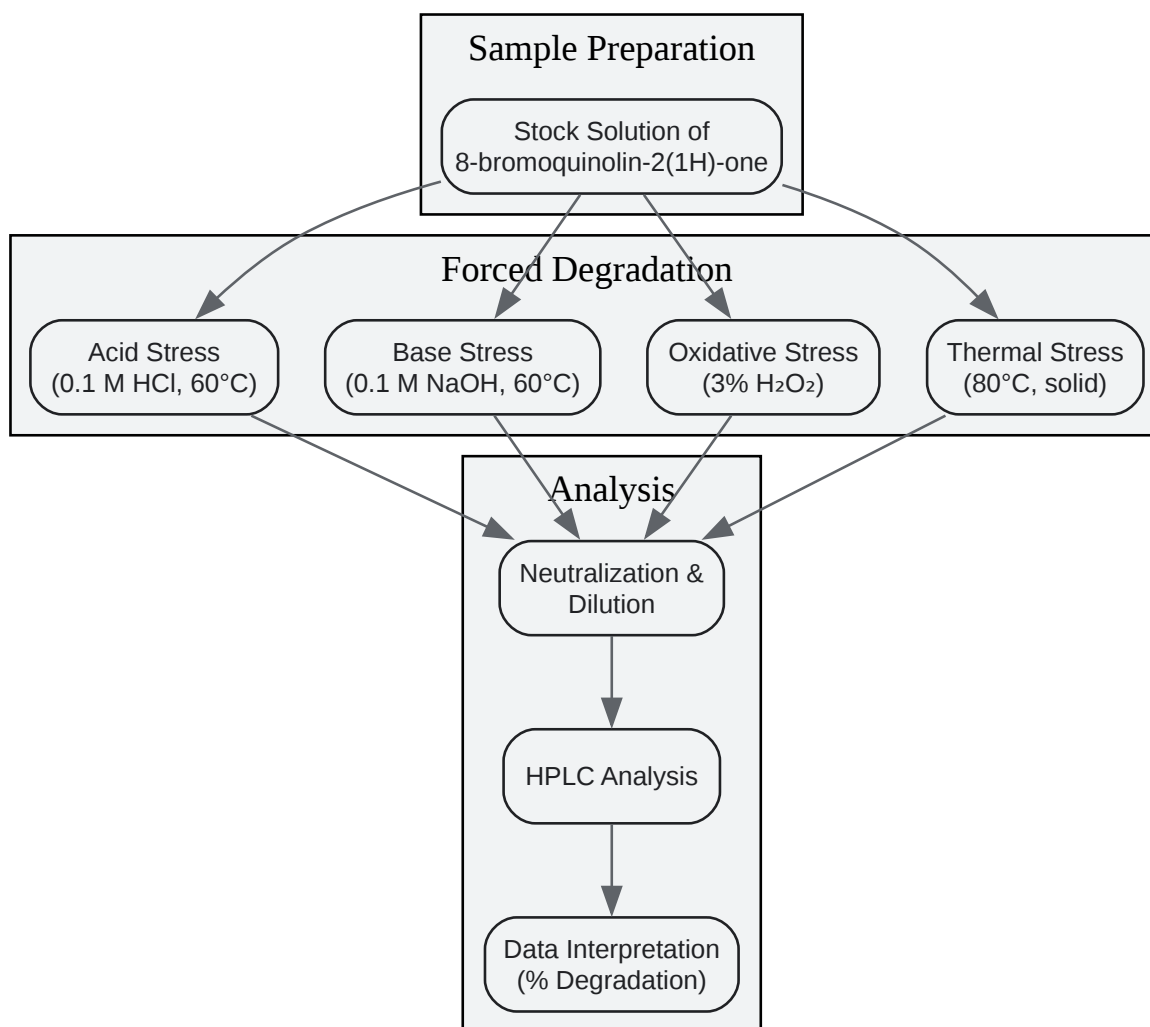 Sample Preparation
Stock Solution of
8-bromoquinolin-2(1H)-one
Forced Degradation
Acid Stress
(0.1 M HCl, 60°C)
Base Stress
(0.1 M NaOH, 60°C)
Oxidative Stress
(3% H₂O₂)
Thermal Stress
(80°C, solid)
Analysis
Neutralization &
Dilution
HPLC Analysis
Data Interpretation
(% Degradation)